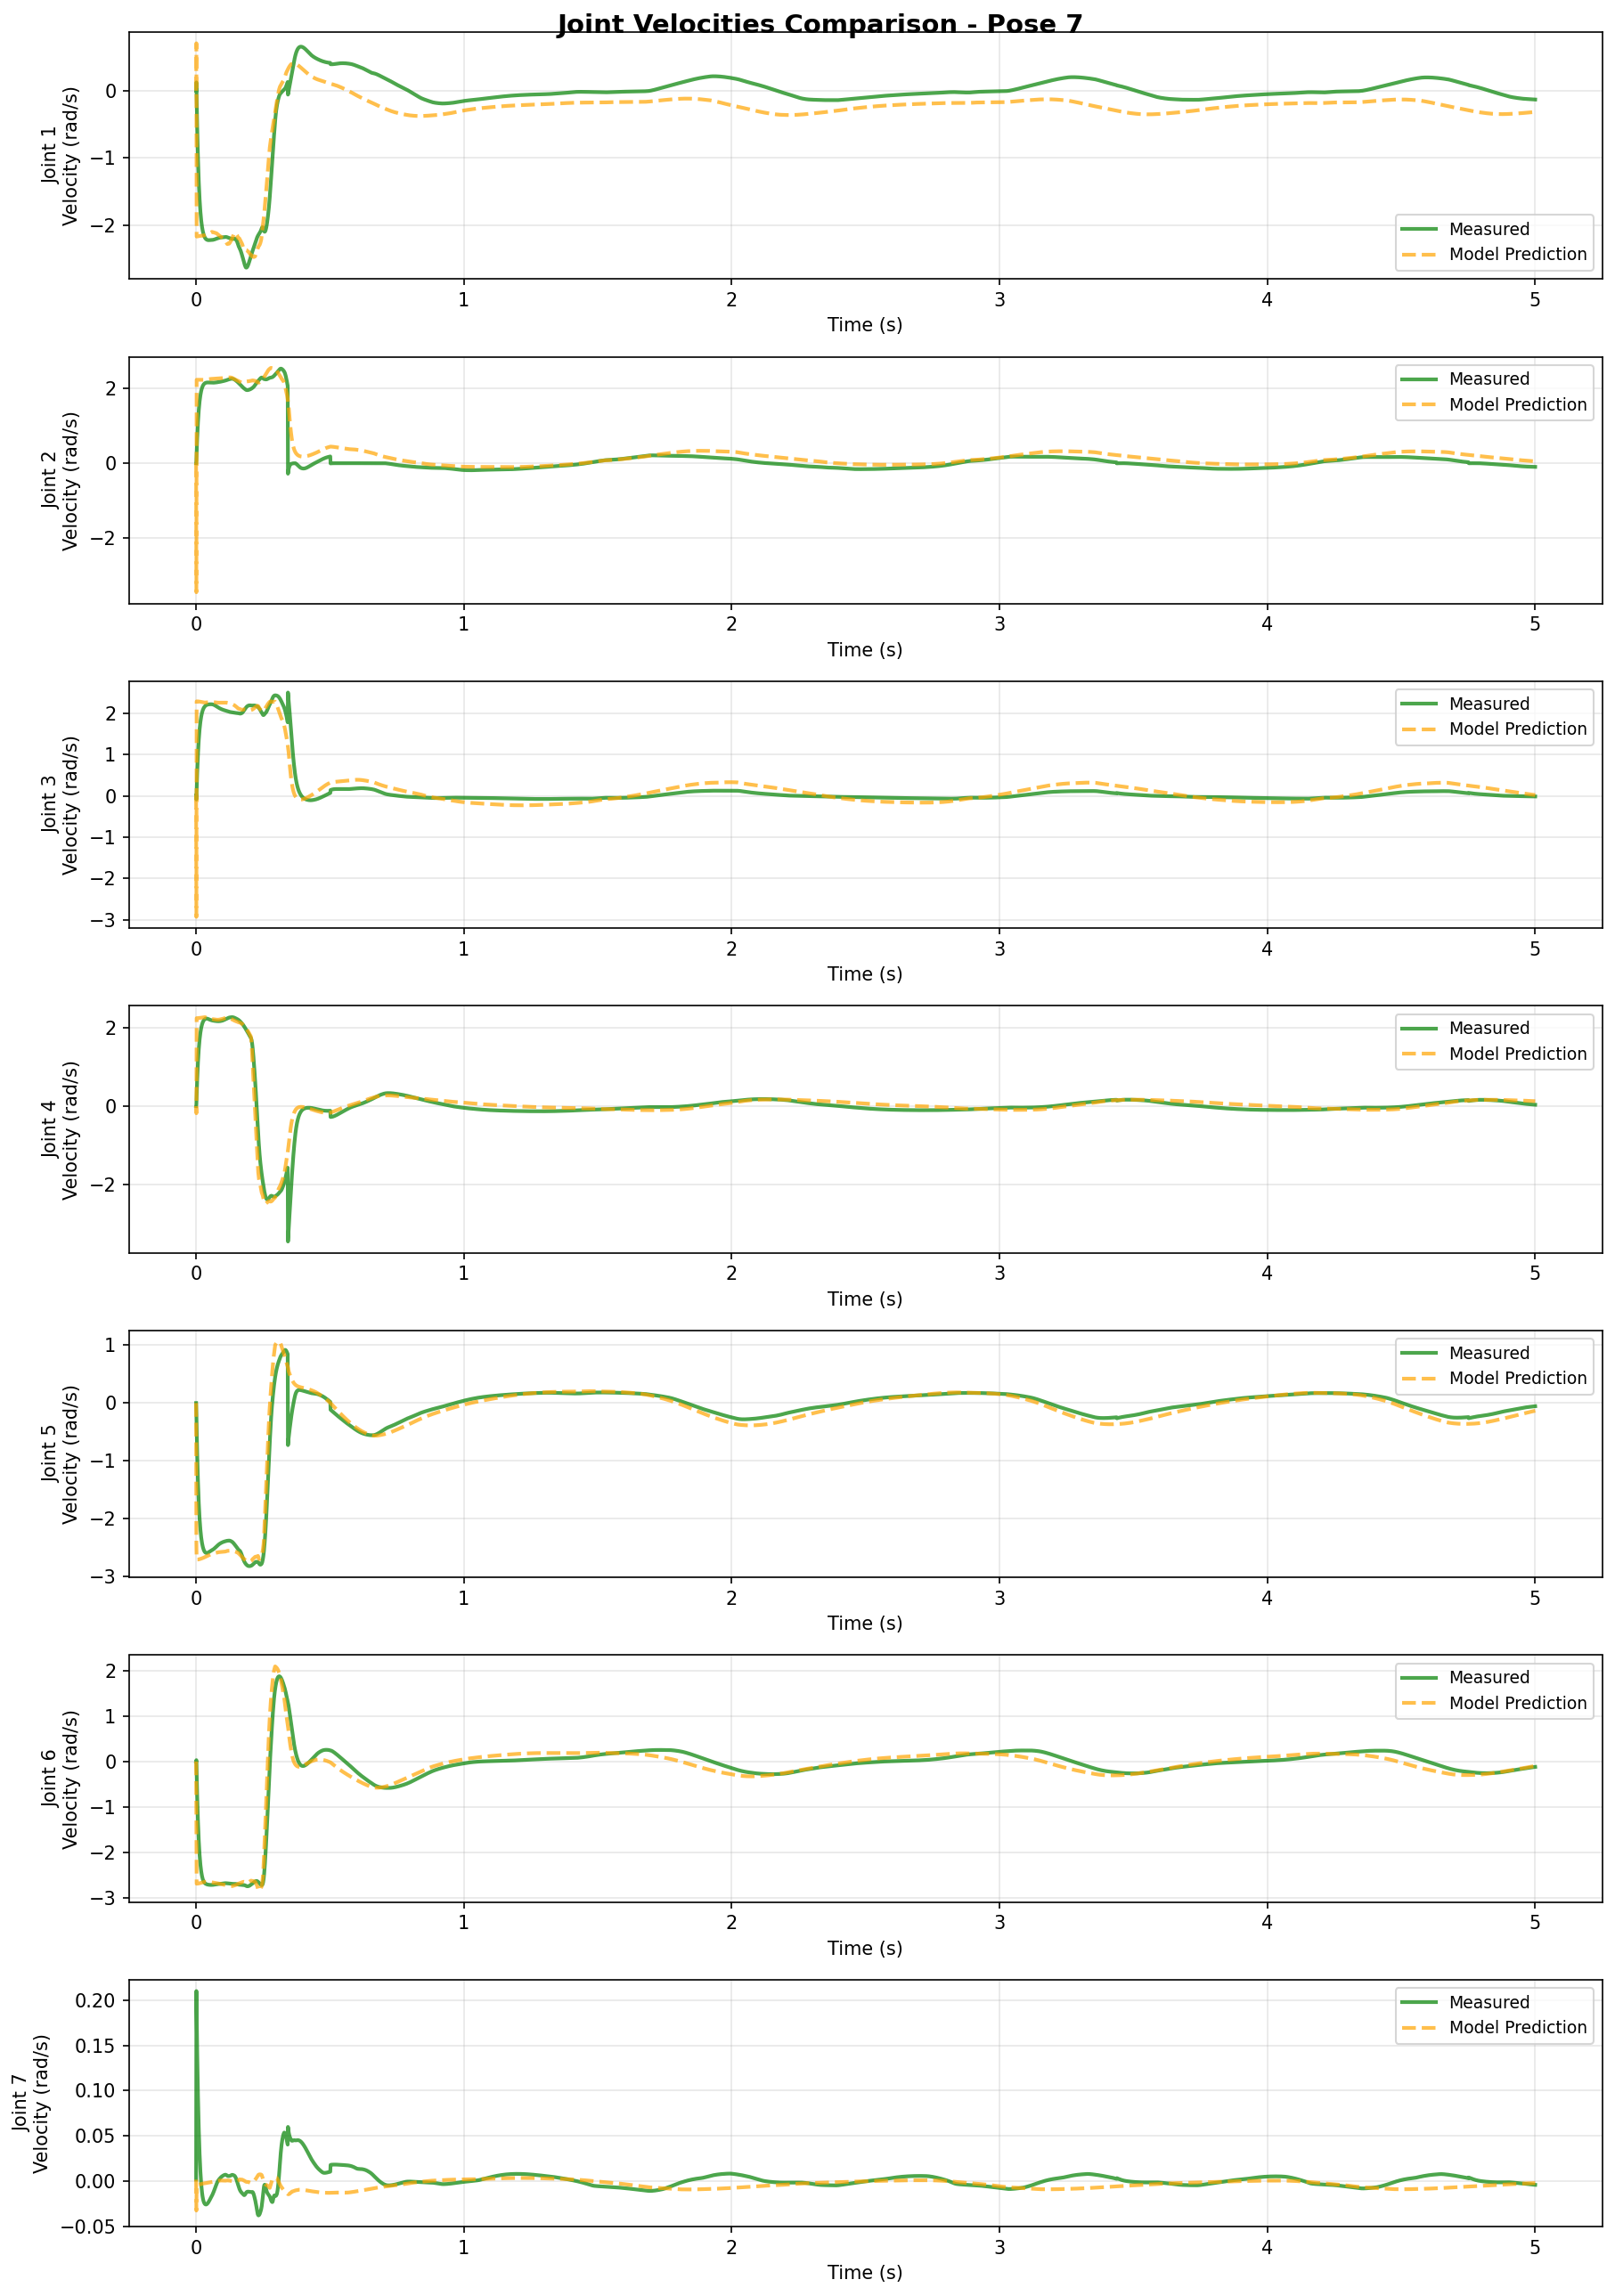 Joint Velocities Comparison - Pose 7
Joint 1
Velocity (rad/s)
0
−1
−2
Measured
Model Prediction
0 1 2 3 4 5
Time (s)
Joint 2
Velocity (rad/s)
2
0
−2
Measured
Model Prediction
0 1 2 3 4 5
Time (s)
Joint 3
Velocity (rad/s)
2
1
0
−1
−2
−3
Measured
Model Prediction
0 1 2 3 4 5
Time (s)
Joint 4
Velocity (rad/s)
2
0
−2
Measured
Model Prediction
0 1 2 3 4 5
Time (s)
Joint 5
Velocity (rad/s)
1
0
−1
−2
−3
Measured
Model Prediction
0 1 2 3 4 5
Time (s)
Joint 6
Velocity (rad/s)
2
1
0
−1
−2
−3
Measured
Model Prediction
0 1 2 3 4 5
Time (s)
Joint 7
Velocity (rad/s)
0.20
0.15
0.10
0.05
0.00
−0.05
Measured
Model Prediction
0 1 2 3 4 5
Time (s)